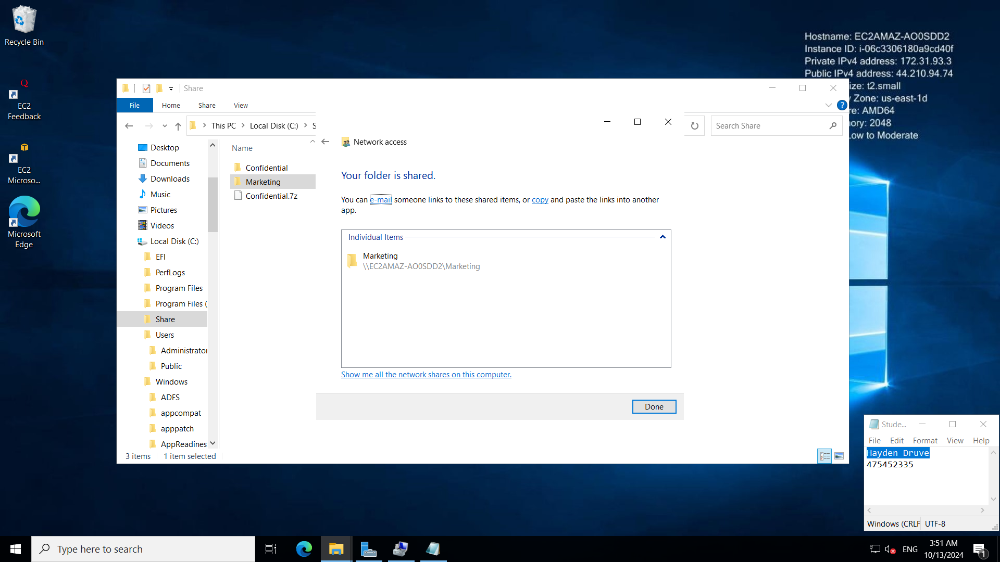 Recycle Bin
EC2
Feedback
EC2
Microso...
Microsoft
Edge
Hostname: EC2AMAZ-AO0SDD2
Instance ID: i-06c3306180a9cd40f
Private IPv4 address: 172.31.93.3
Public IPv4 address: 44.210.94.74
ize: t2.small
Zone: us-east-1d
re: AMD64
ory: 2048
Low to Moderate
Share
File
Home
Share
View
?
This PC
Local Disk (C:)
S
Search Share
Desktop
Documents
Downloads
Music
Pictures
Videos
Local Disk (C:)
EFI
PerfLogs
Program Files
Program Files (
Share
Users
Administrator
Public
Windows
ADFS
appcompat
apppatch
AppReadines
Name
Confidential
Marketing
Confidential.7z
3 items
1 item selected
Network access
Your folder is shared.
You can e-mail someone links to these shared items, or copy and paste the links into another
app.
Individual Items
Marketing
\\EC2AMAZ-AO0SDD2\Marketing
Show me all the network shares on this computer.
Done
Stude...
File Edit Format View Help
Hayden Druve
475452335
Windows (CRLF
UTF-8
Type here to search
ENG
3:51 AM
10/13/2024
1